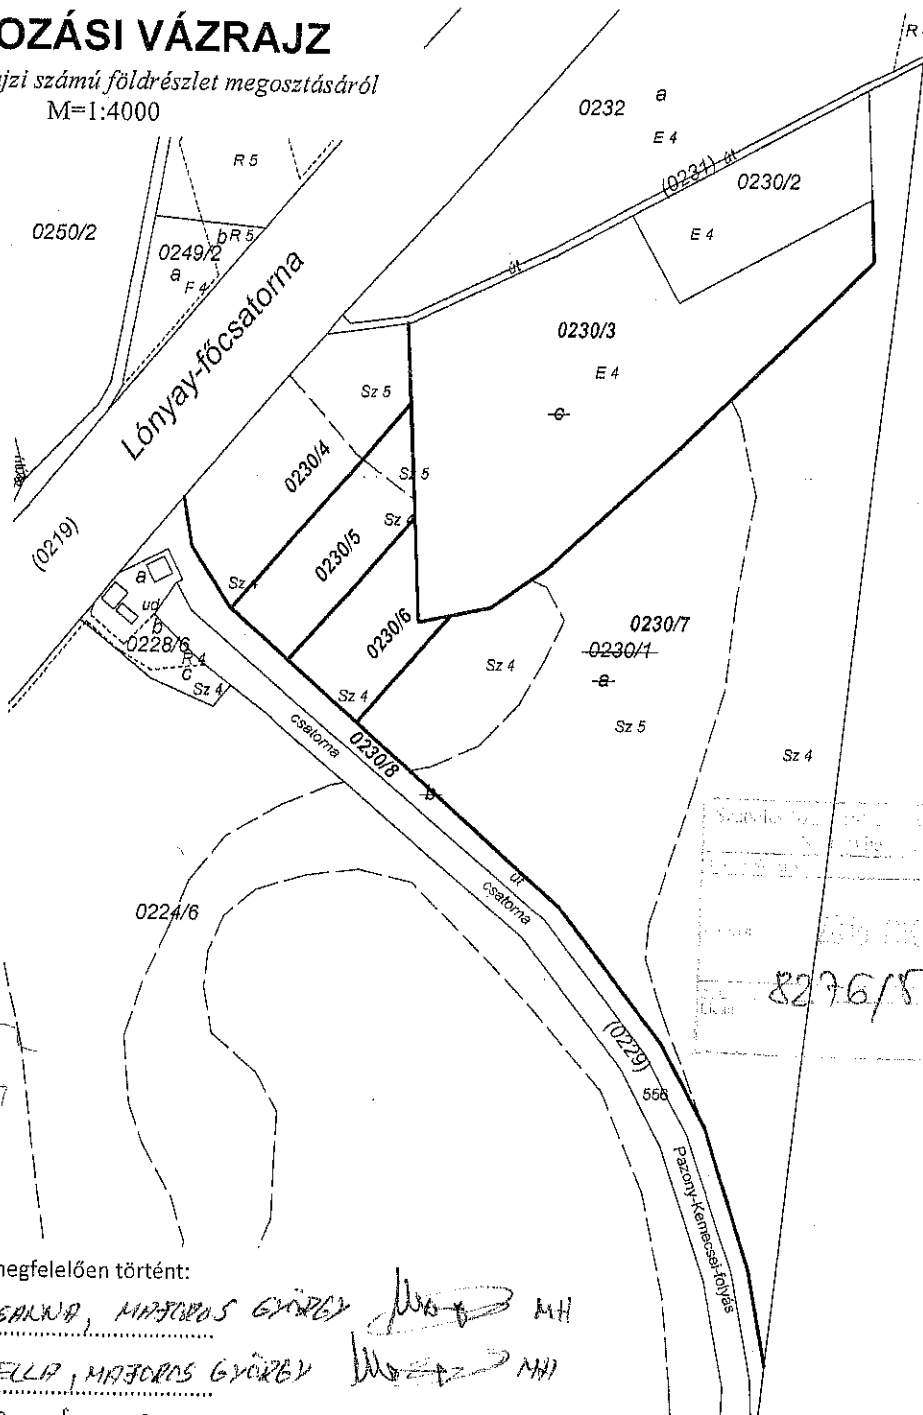 OZÁSI VÁZRAJZ
jzi számú földrészlet megosztásáról
M=1:4000
R
0232
a
E 4
(0231) út
0230/2
E 4
R 5
0250/2
b R 5
0249/2
a
F 4
Lónyay-főcsatorna
út
0230/3
E 4
c
Sz 5
0230/4
Sz 5
Sz 4
0230/5
(0219)
Sz 4
a
ud
b
0228/6
R 4
c
Sz 4
0230/6
0230/7
0230/1
a
Sz 4
Sz 5
Sz 4
Sz 4
csatorna
0230/8
b
út
csatorna
0224/6
8276/
(0229)
556
Pazony-Kemecsei-folyás
megfelelően történt:
MAJOROS GYÖRGY MH
ELLA, MAJOROS GYÖRGY MH